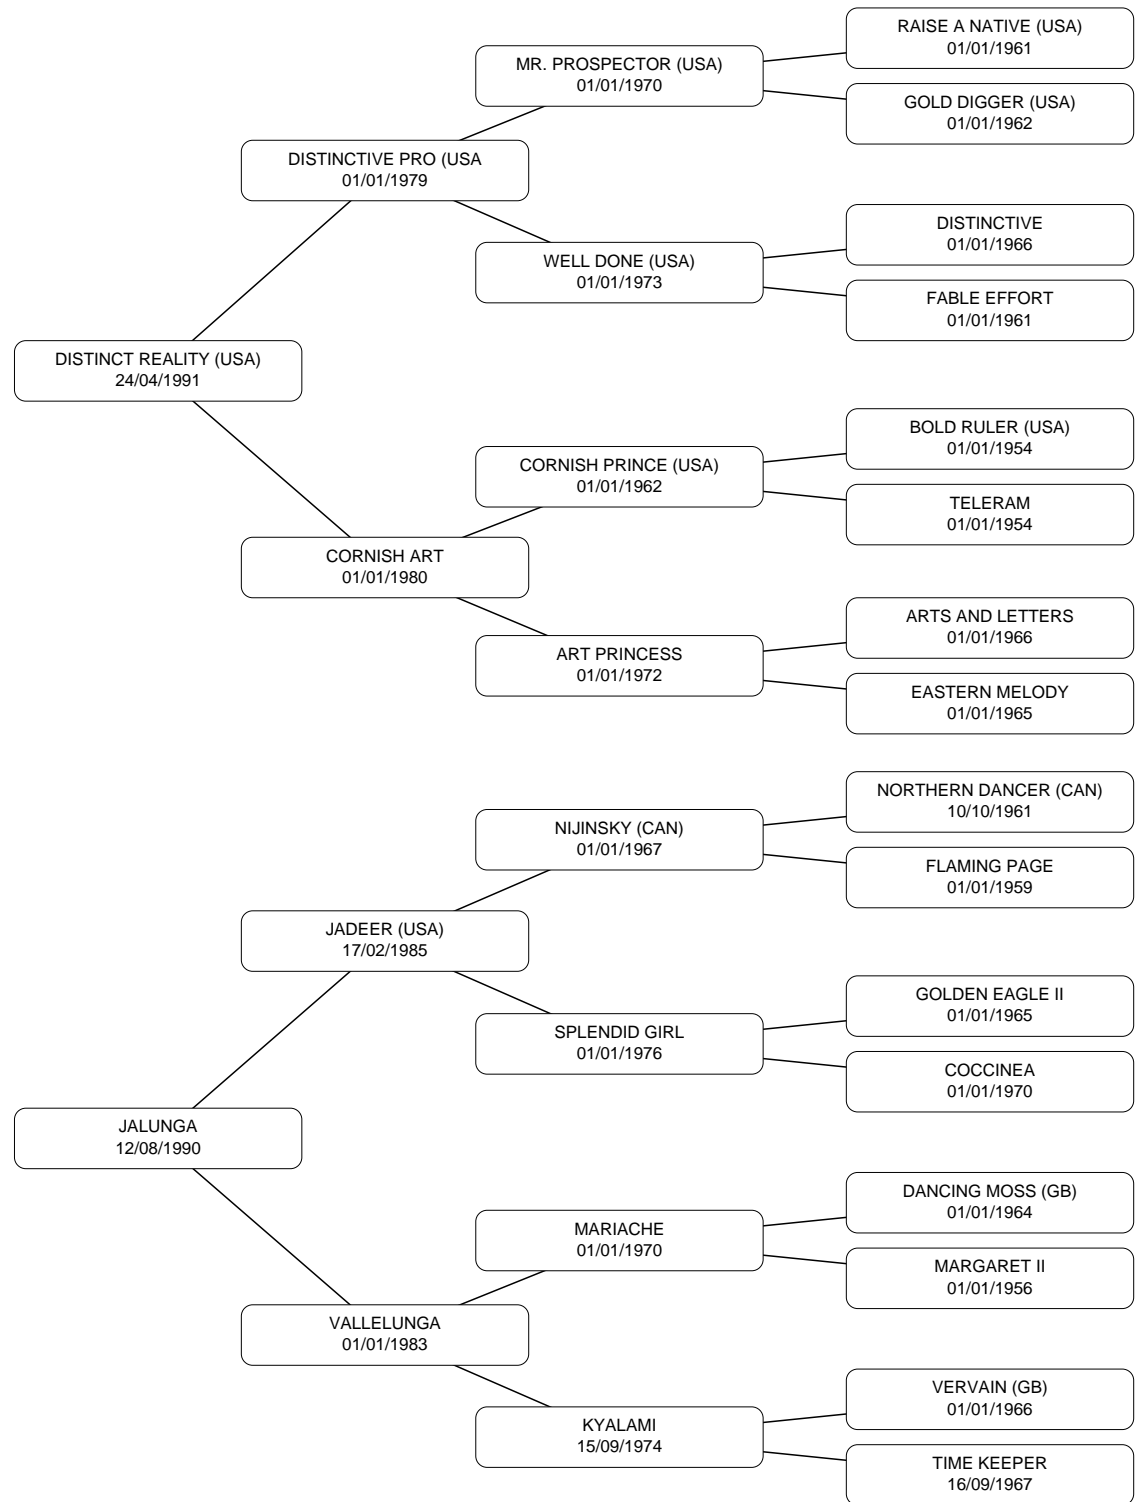 RAISE A NATIVE (USA)
01/01/1961
MR. PROSPECTOR (USA)
01/01/1970
GOLD DIGGER (USA)
01/01/1962
DISTINCTIVE PRO (USA
01/01/1979
DISTINCTIVE
01/01/1966
WELL DONE (USA)
01/01/1973
FABLE EFFORT
01/01/1961
DISTINCT REALITY (USA)
24/04/1991
BOLD RULER (USA)
01/01/1954
CORNISH PRINCE (USA)
01/01/1962
TELERAM
01/01/1954
CORNISH ART
01/01/1980
ARTS AND LETTERS
01/01/1966
ART PRINCESS
01/01/1972
EASTERN MELODY
01/01/1965
NORTHERN DANCER (CAN)
10/10/1961
NIJINSKY (CAN)
01/01/1967
FLAMING PAGE
01/01/1959
JADEER (USA)
17/02/1985
GOLDEN EAGLE II
01/01/1965
SPLENDID GIRL
01/01/1976
COCCINEA
01/01/1970
JALUNGA
12/08/1990
DANCING MOSS (GB)
01/01/1964
MARIACHE
01/01/1970
MARGARET II
01/01/1956
VALLELUNGA
01/01/1983
VERVAIN (GB)
01/01/1966
KYALAMI
15/09/1974
TIME KEEPER
16/09/1967